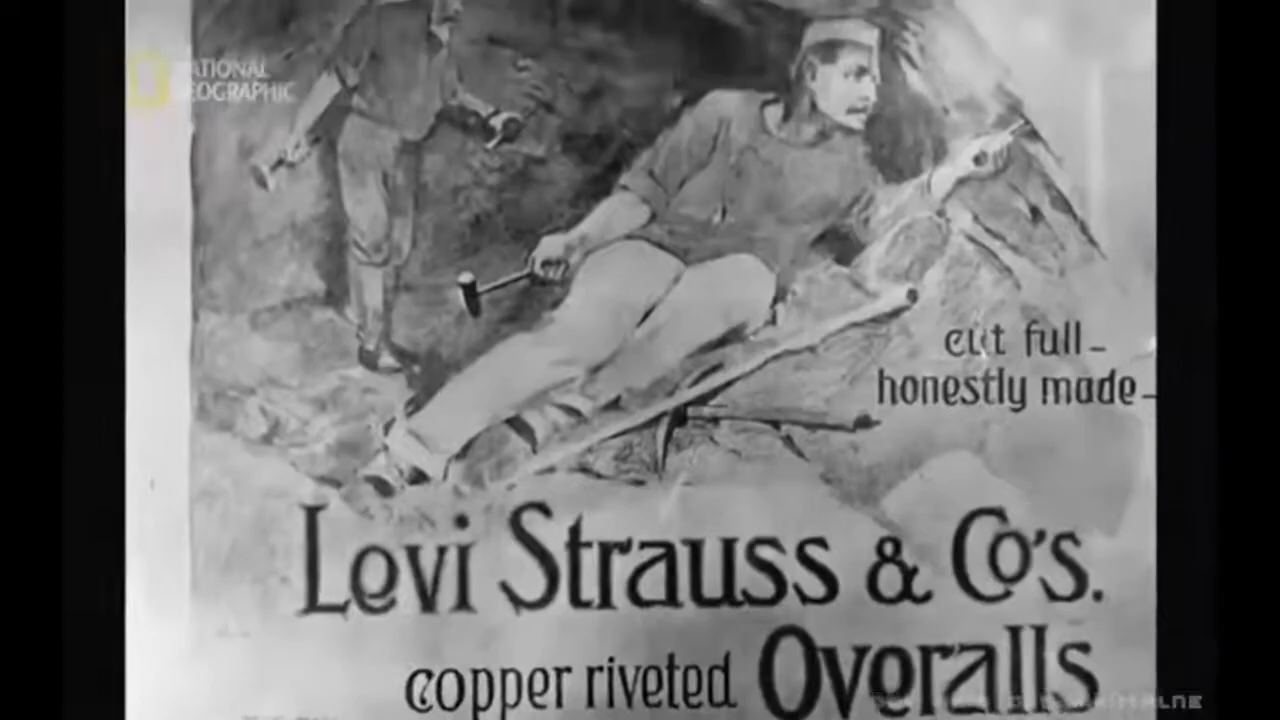 NATIONAL
GEOGRAPHIC
cut full-
honestly made-
Levi Strauss & Co's.
copper riveted Overalls